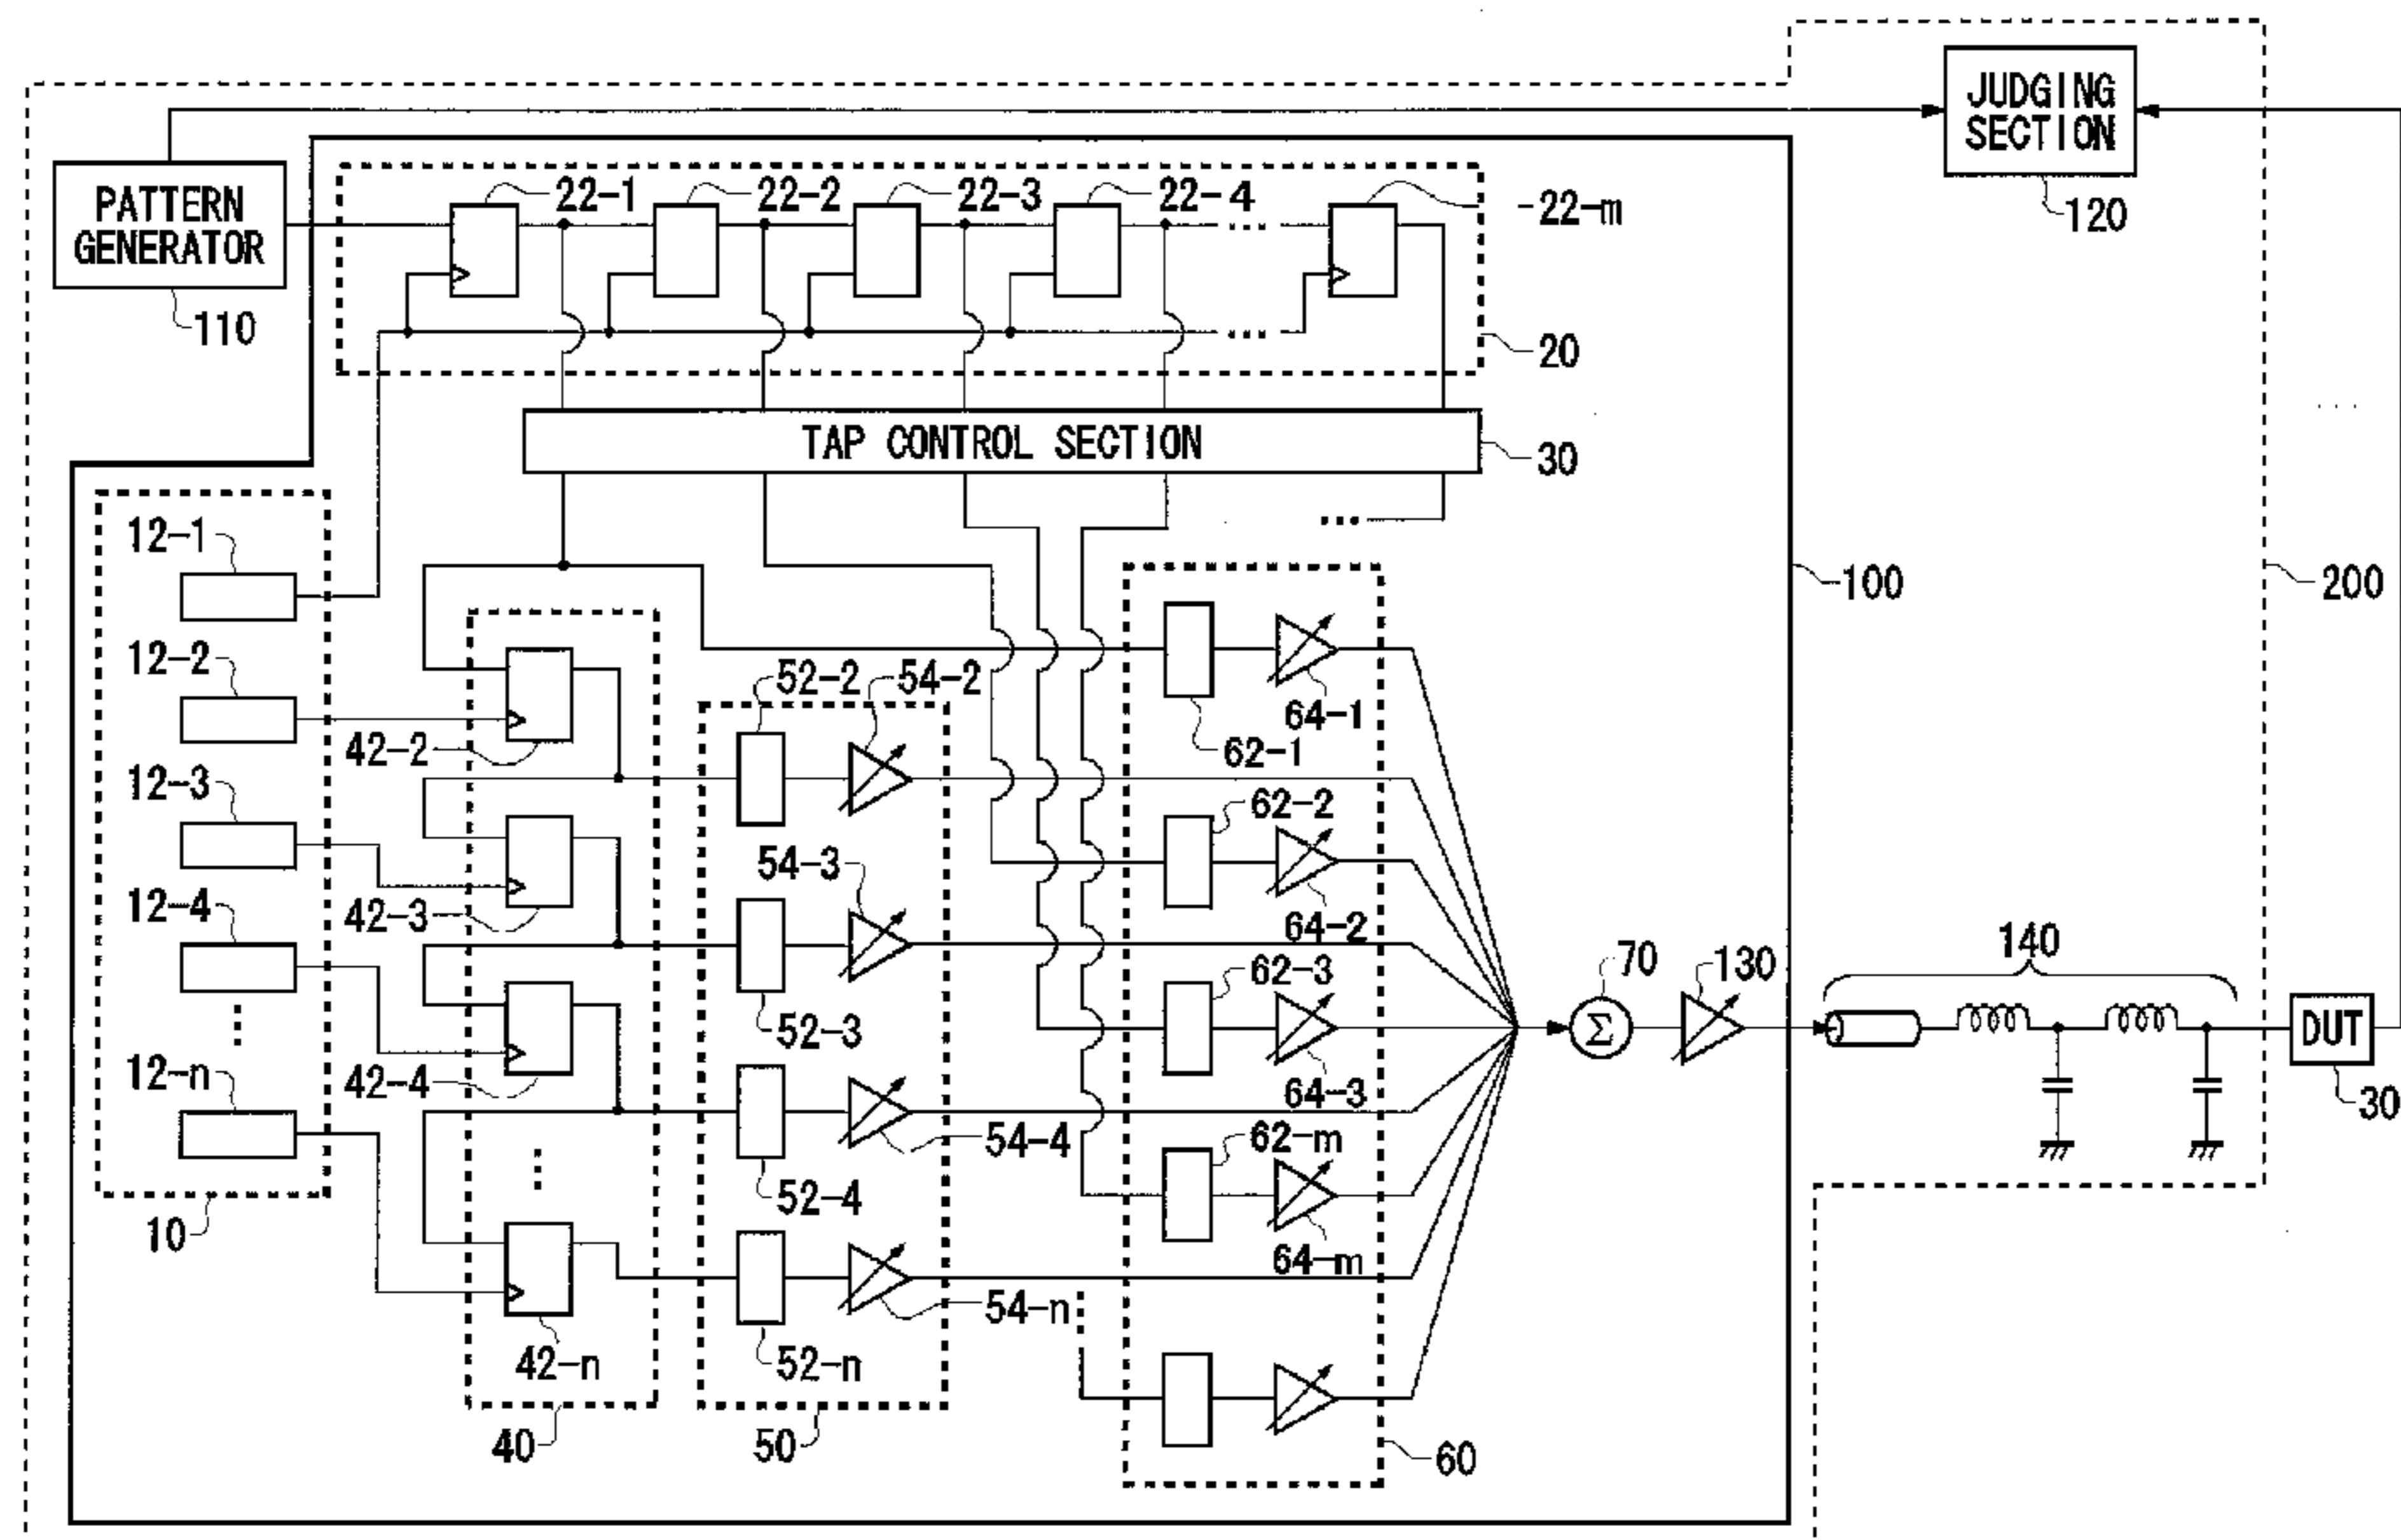 JUDGING
SECTION
120
PATTERN
GENERATOR
110
22-1
22-2
22-3
22-4
-22-m
...
...
20
TAP CONTROL SECTION
30
...
...
12-1
12-2
12-3
12-4
12-n
10
42-2
42-3
42-4
42-n
40
52-2
54-2
54-3
52-3
54-4
52-4
54-n
52-n
50
64-1
62-1
62-2
64-2
62-3
64-3
62-m
64-m
60
100
200
70
Σ
130
140
DUT
30